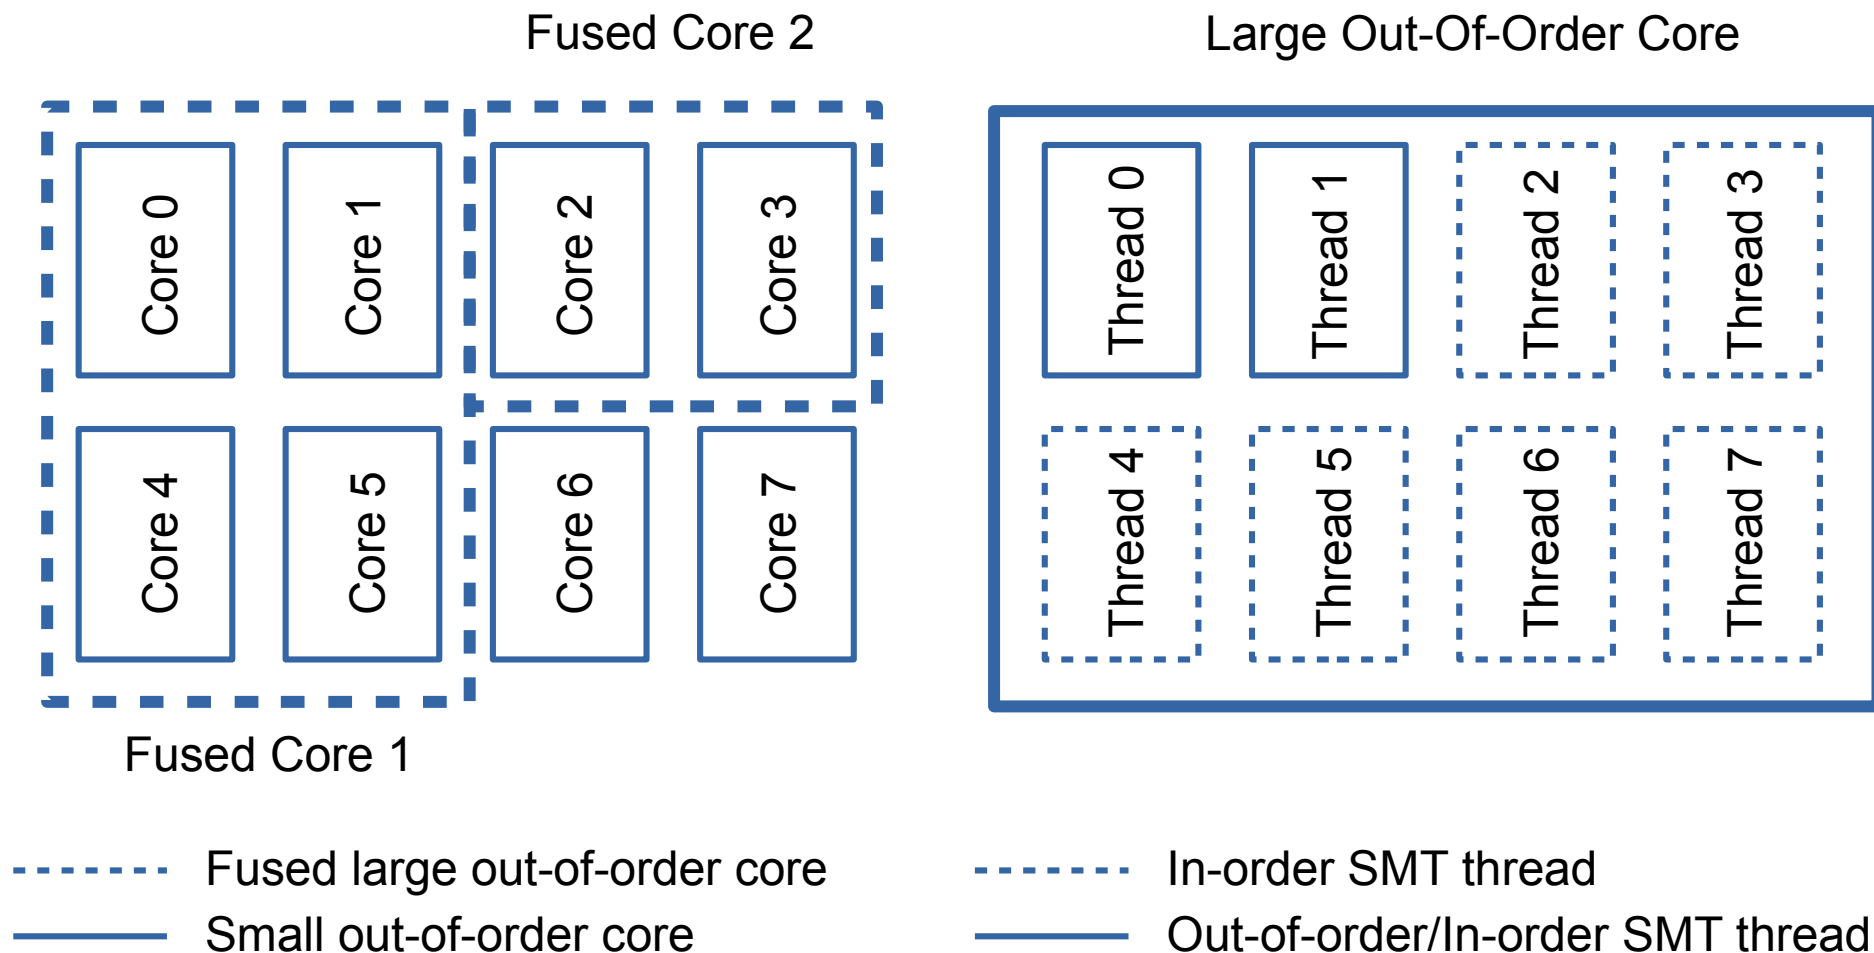 Fused Core 2
Large Out-Of-Order Core
Core 0
Core 1
Core 2
Core 3
Core 4
Core 5
Core 6
Core 7
Fused Core 1
Thread 0
Thread 1
Thread 2
Thread 3
Thread 4
Thread 5
Thread 6
Thread 7
Fused large out-of-order core
Small out-of-order core
In-order SMT thread
Out-of-order/In-order SMT thread